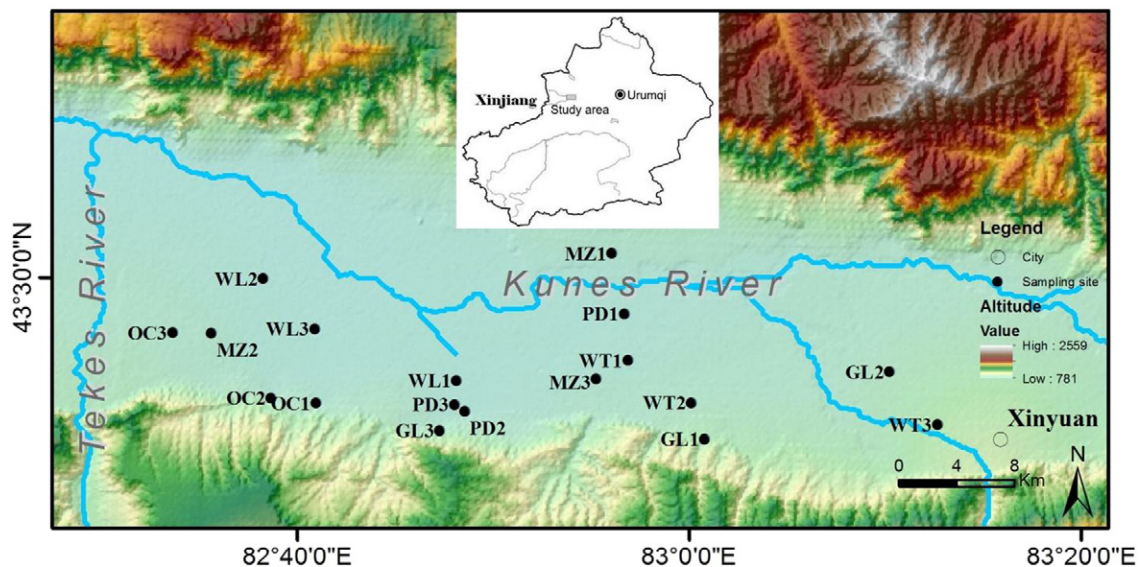 Xinjiang
Urumqi
Study area
Tekes River
Kunes River
MZ1
WL2
PD1
OC3
MZ2
WL3
WT1
MZ3
WL1
GL2
OC2
OC1
PD3
PD2
GL3
WT2
GL1
WT3
Xinyuan
Legend
City
Sampling site
Altitude
Value
High : 2559
Low : 781
N
0 4 8
Km
43°30'0"N
82°40'0"E
83°0'0"E
83°20'0"E